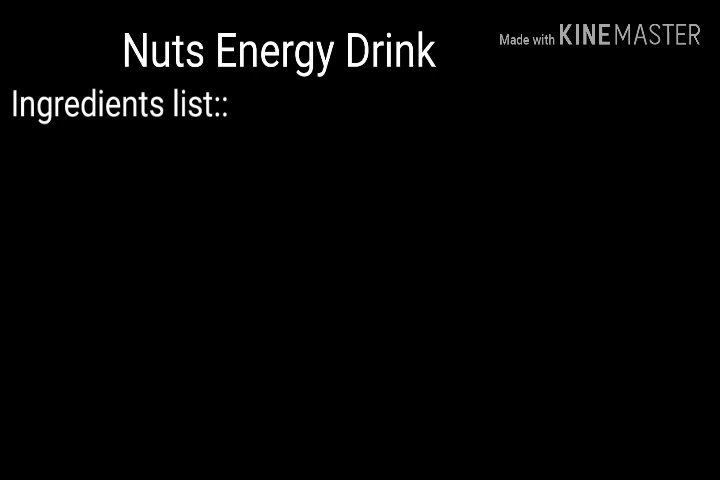 Nuts Energy Drink
Made with KINEMASTER
Ingredients list::